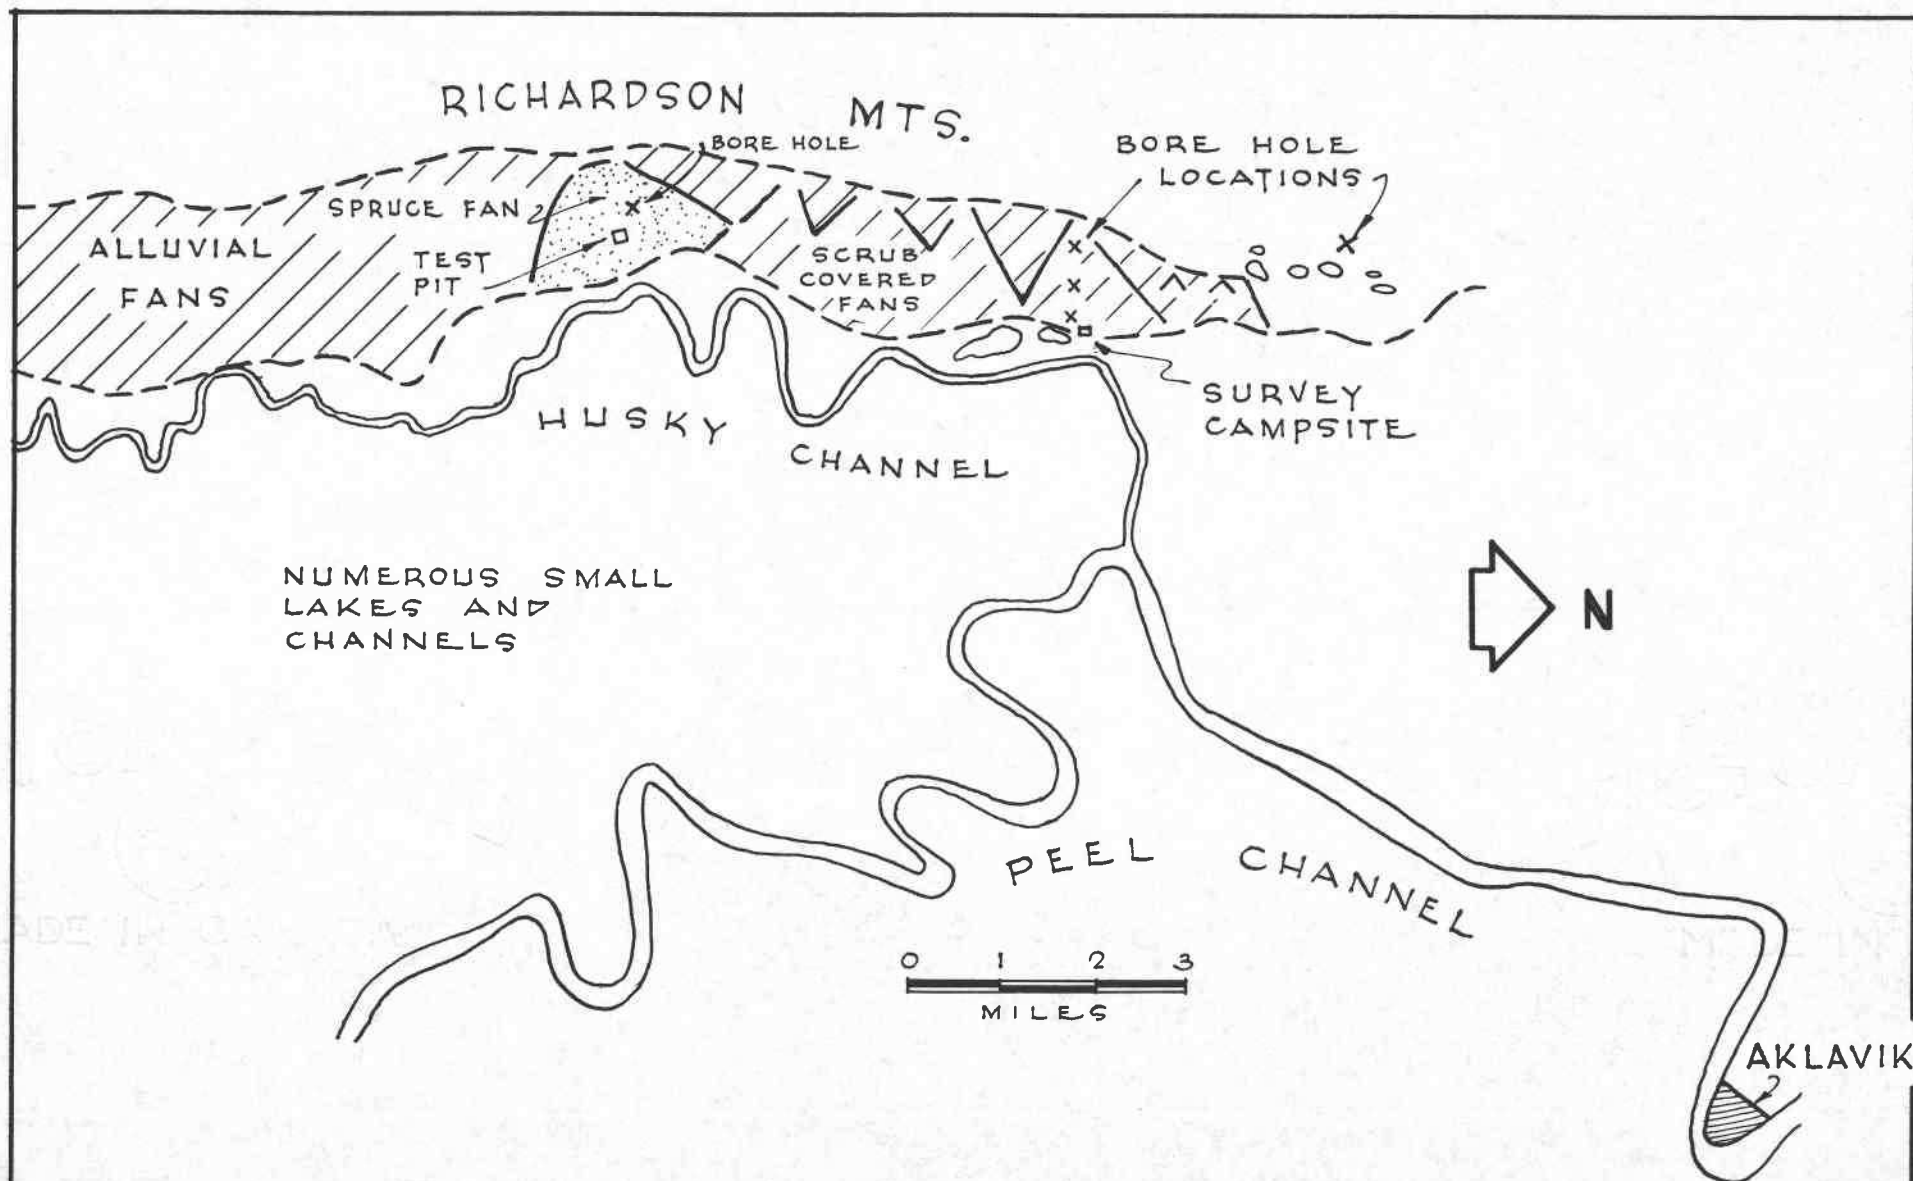 RICHARDSON MTS.
BORE HOLE
BORE HOLE
LOCATIONS
SPRUCE FAN
ALLUVIAL
FANS
TEST
PIT
SCRUB
COVERED
FANS
SURVEY
CAMPSITE
HUSKY CHANNEL
NUMEROUS SMALL
LAKES AND
CHANNELS
N
PEEL CHANNEL
0 1 2 3
MILES
AKLAVIK